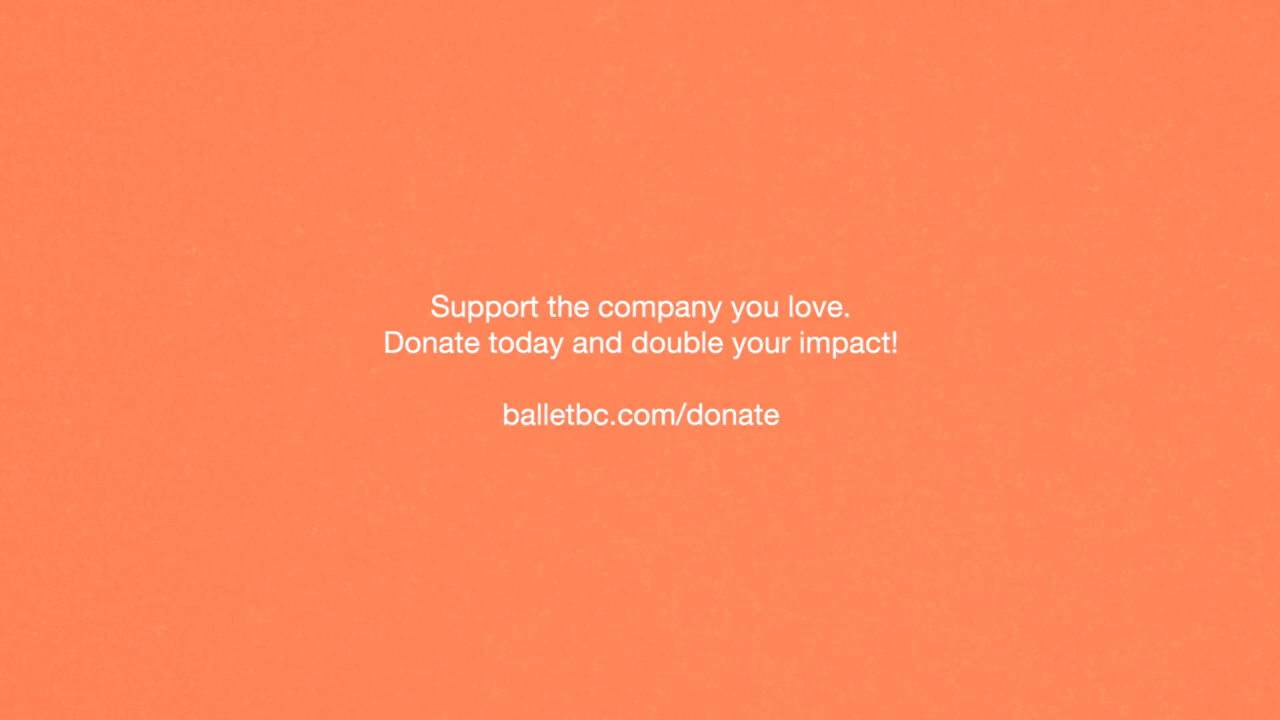 Support the company you love.
Donate today and double your impact!
balletbc.com/donate